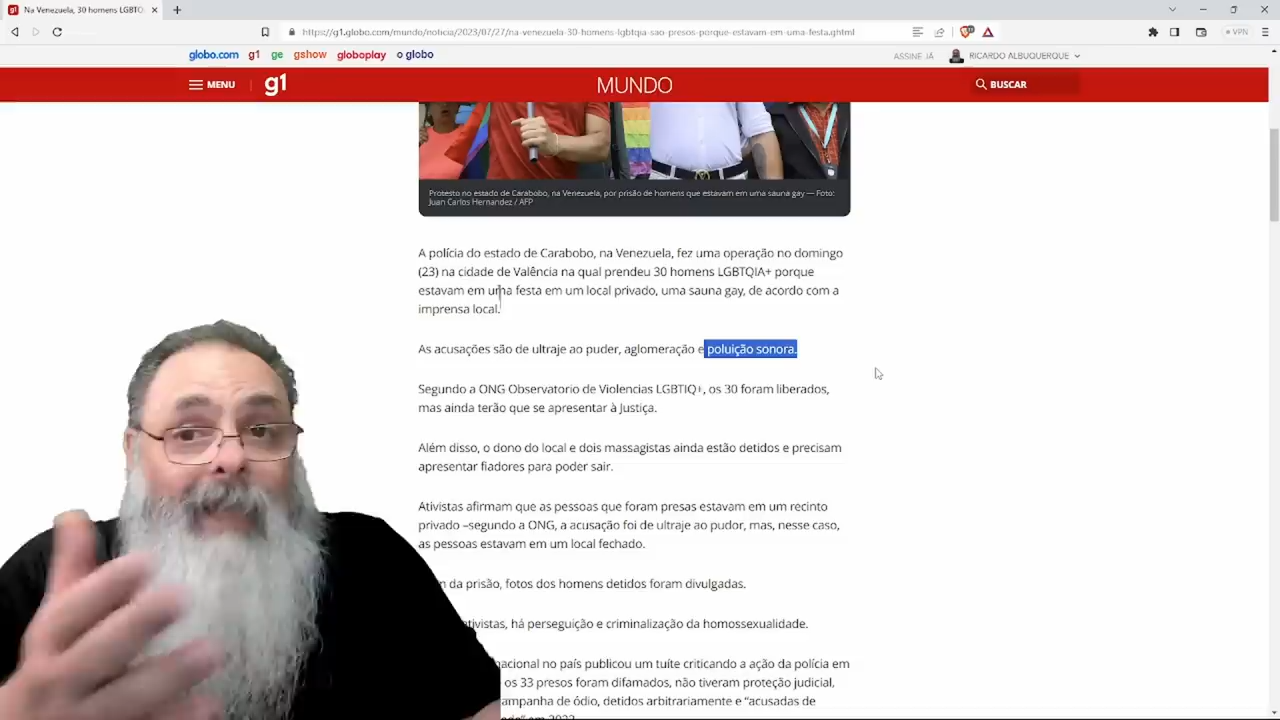 Na Venezuela, 30 homens LGBTQ
https://g1.globo.com/mundo/noticia/2023/07/27/na-venezuela-30-homens-lgbtqia-sao-presos-porque-estavam-em-uma-festa.ghtml
VPN
globo.com g1 ge gshow globoplay o globo
ASSINE JÁ RICARDO ALBUQUERQUE
MENU g1 MUNDO BUSCAR
Protesto no estado de Carabobo, na Venezuela, por prisão de homens que estavam em uma sauna gay — Foto:
Juan Carlos Hernandez / AFP
A polícia do estado de Carabobo, na Venezuela, fez uma operação no domingo
(23) na cidade de Valência na qual prendeu 30 homens LGBTQIA+ porque
estavam em uma festa em um local privado, uma sauna gay, de acordo com a
imprensa local.
As acusações são de ultraje ao puder, aglomeração e poluição sonora.
Segundo a ONG Observatorio de Violencias LGBTIQ+, os 30 foram liberados,
mas ainda terão que se apresentar à Justiça.
Além disso, o dono do local e dois massagistas ainda estão detidos e precisam
apresentar fiadores para poder sair.
Ativistas afirmam que as pessoas que foram presas estavam em um recinto
privado –segundo a ONG, a acusação foi de ultraje ao pudor, mas, nesse caso,
as pessoas estavam em um local fechado.
da prisão, fotos dos homens detidos foram divulgadas.
ativistas, há perseguição e criminalização da homossexualidade.
nacional no país publicou um tuíte criticando a ação da polícia em
os 33 presos foram difamados, não tiveram proteção judicial,
ampanha de ódio, detidos arbitrariamente e "acusadas de